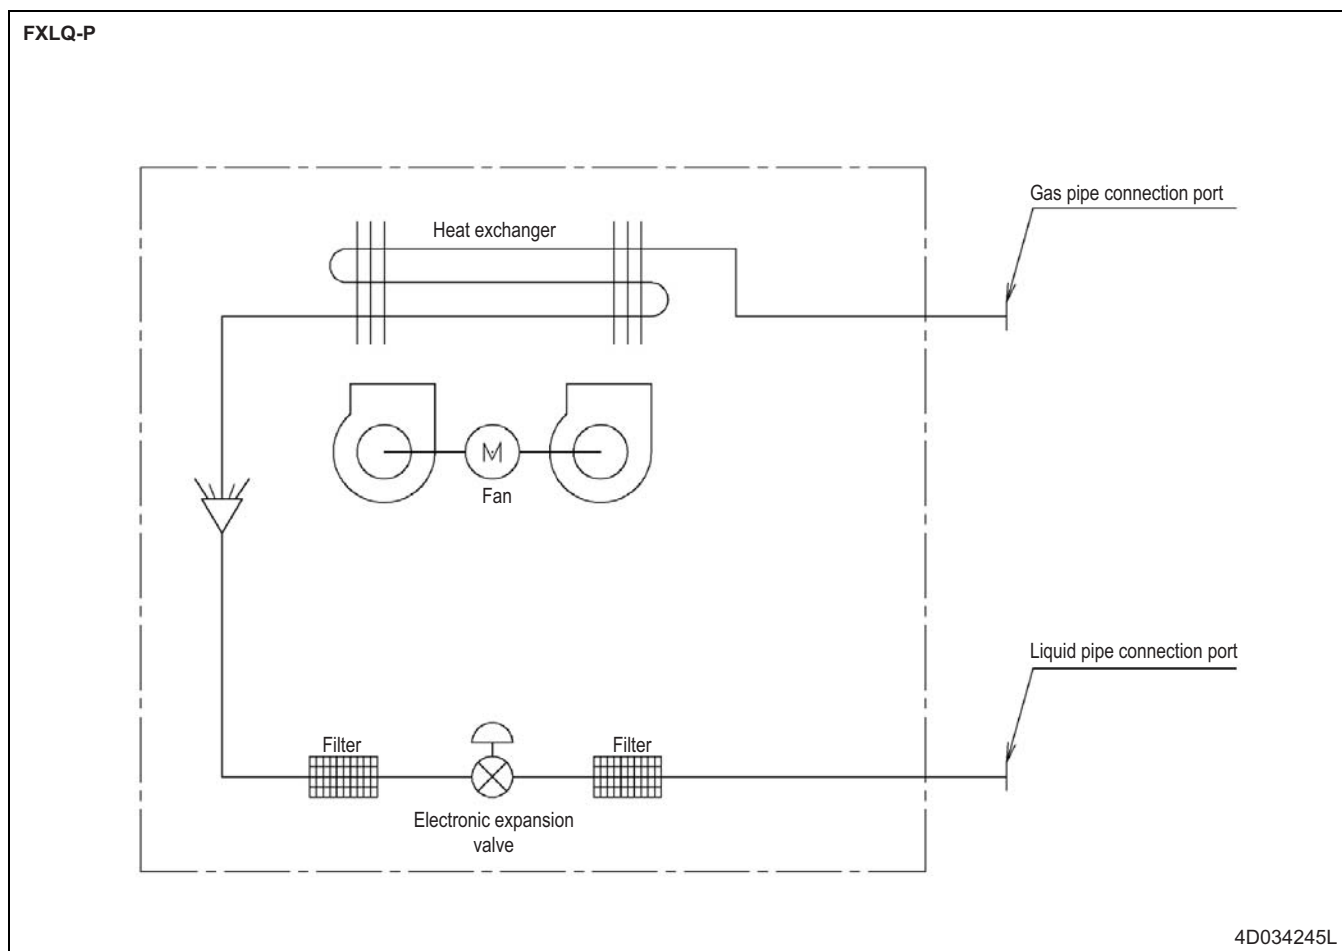 FXLQ-P
Gas pipe connection port
Heat exchanger
M
Fan
Liquid pipe connection port
Filter
Filter
Electronic expansion
valve
4D034245L